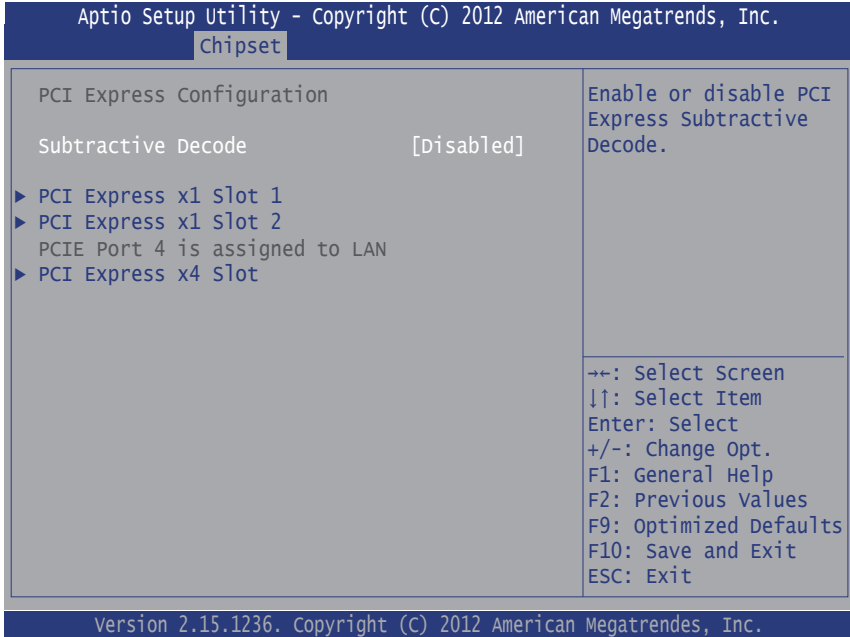 Aptio Setup Utility - Copyright (C) 2012 American Megatrends, Inc.
Chipset
PCI Express Configuration
Subtractive Decode [Disabled]
▶ PCI Express x1 Slot 1
▶ PCI Express x1 Slot 2
PCIE Port 4 is assigned to LAN
▶ PCI Express x4 Slot
Enable or disable PCI
Express Subtractive
Decode.
→←: Select Screen
↓↑: Select Item
Enter: Select
+/-: Change Opt.
F1: General Help
F2: Previous Values
F9: Optimized Defaults
F10: Save and Exit
ESC: Exit
Version 2.15.1236. Copyright (C) 2012 American Megatrendes, Inc.